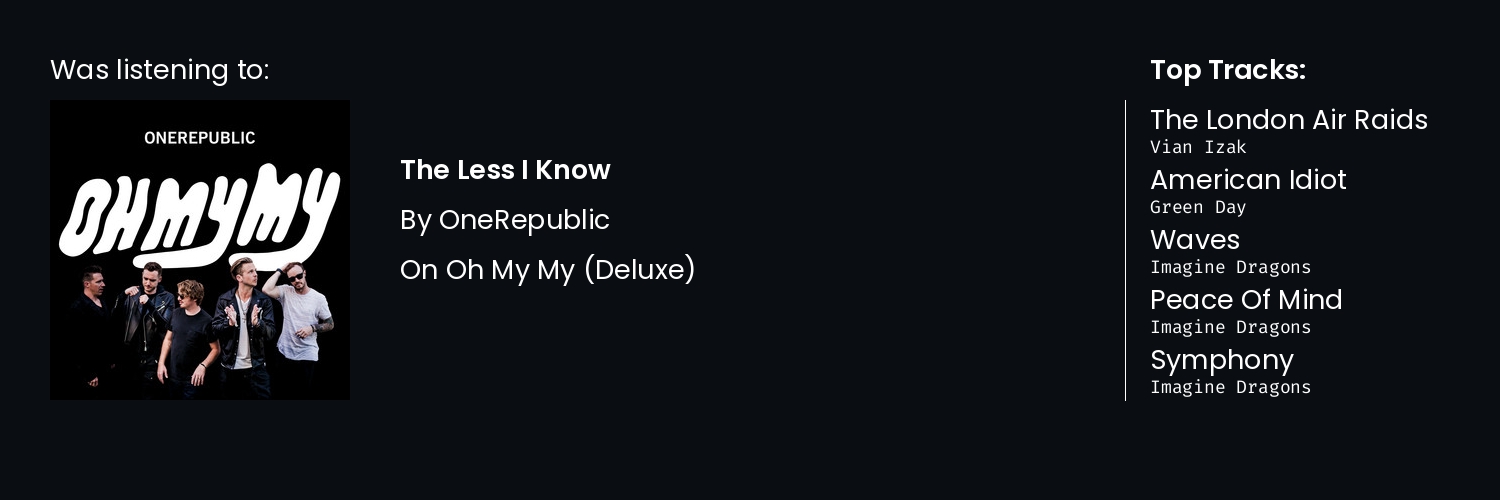 Was listening to:
ONEREPUBLIC
OH MY MY
The Less I Know
By OneRepublic
On Oh My My (Deluxe)
Top Tracks:
The London Air Raids
Vian Izak
American Idiot
Green Day
Waves
Imagine Dragons
Peace Of Mind
Imagine Dragons
Symphony
Imagine Dragons